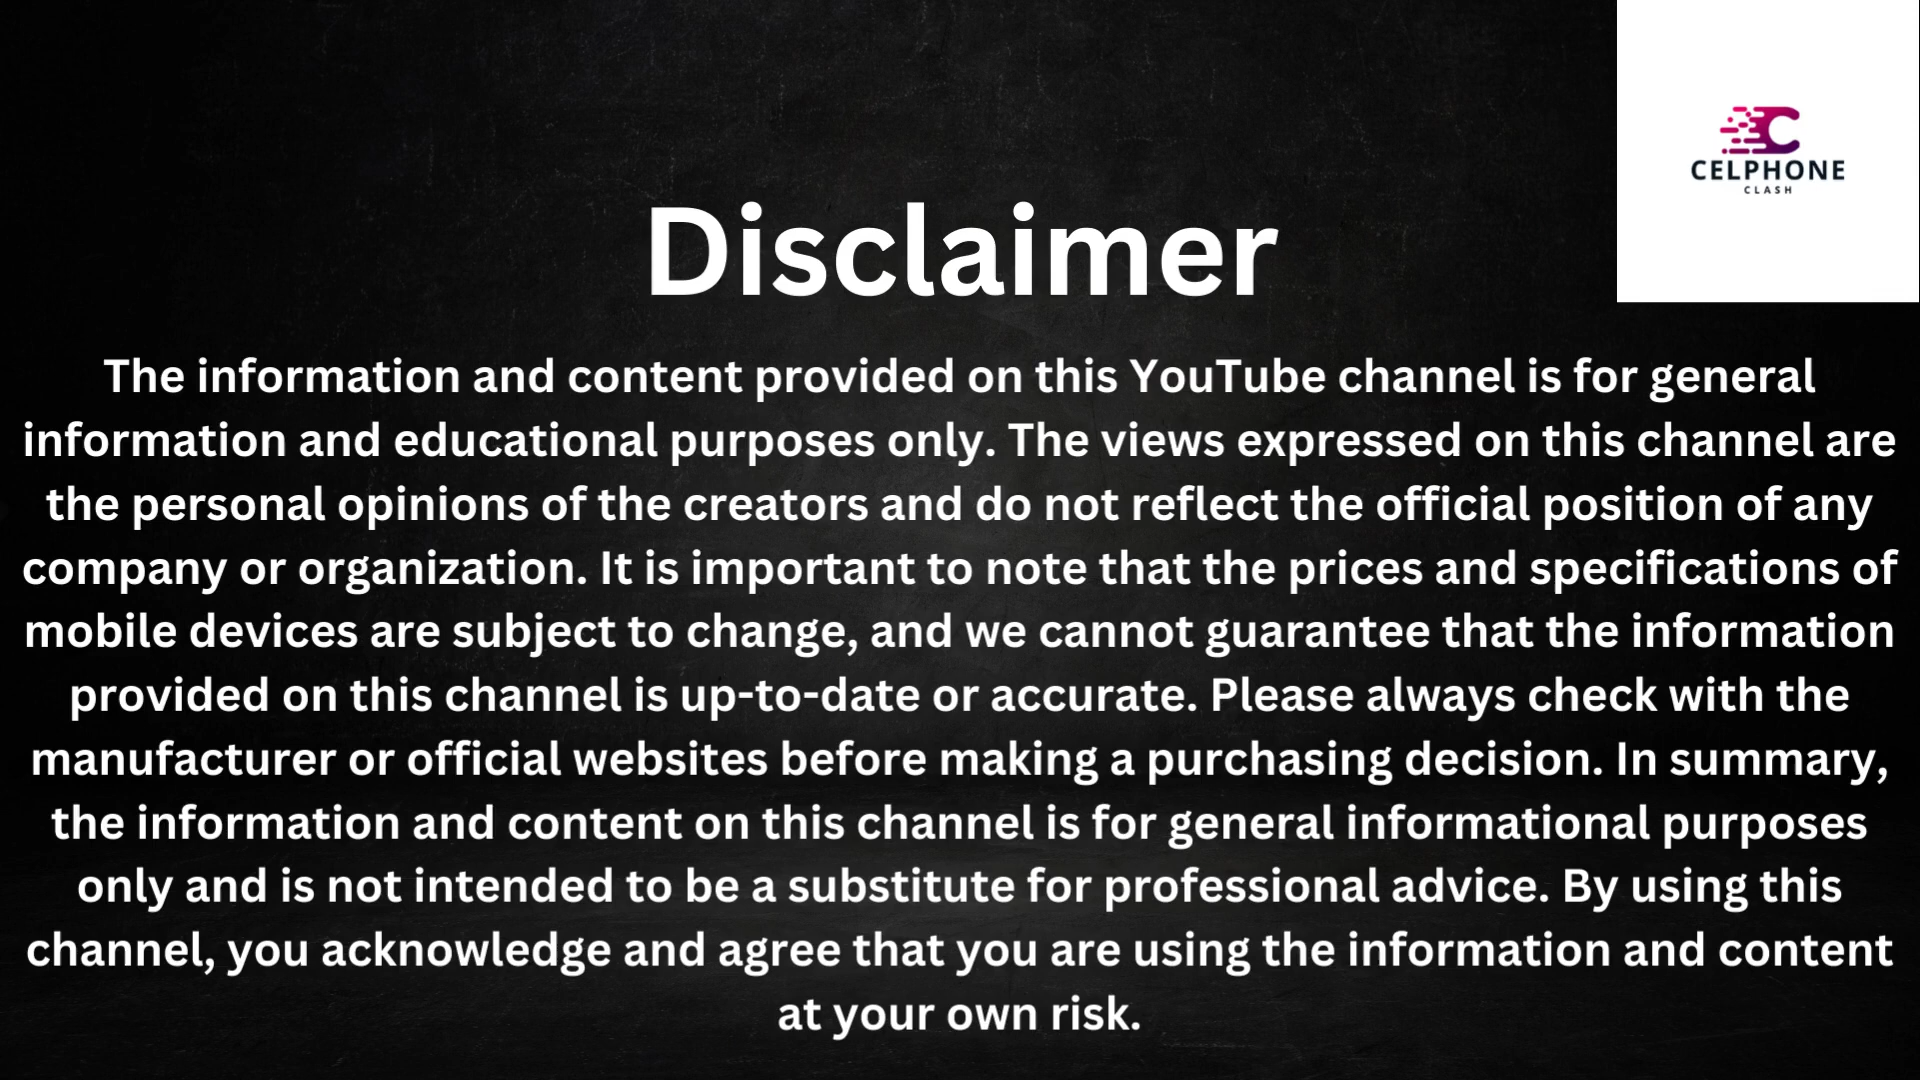 CELPHONE
CLASH
Disclaimer
The information and content provided on this YouTube channel is for general
information and educational purposes only. The views expressed on this channel are
the personal opinions of the creators and do not reflect the official position of any
company or organization. It is important to note that the prices and specifications of
mobile devices are subject to change, and we cannot guarantee that the information
provided on this channel is up-to-date or accurate. Please always check with the
manufacturer or official websites before making a purchasing decision. In summary,
the information and content on this channel is for general informational purposes
only and is not intended to be a substitute for professional advice. By using this
channel, you acknowledge and agree that you are using the information and content
at your own risk.